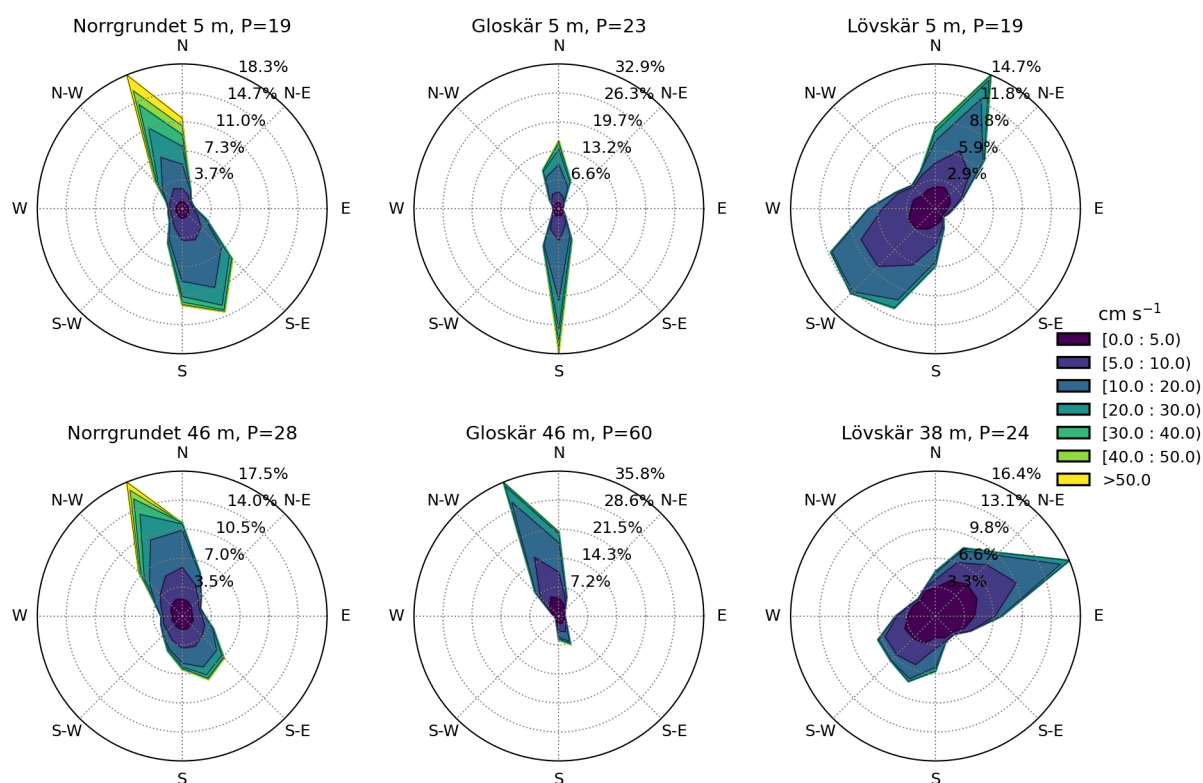 Norrgrundet 5 m, P=19
N
18.3%
N-W
14.7%
N-E
11.0%
7.3%
3.7%
W
E
S-W
S-E
S
Gloskär 5 m, P=23
N
32.9%
N-W
26.3%
N-E
19.7%
13.2%
6.6%
W
E
S-W
S-E
S
Lövskär 5 m, P=19
N
14.7%
N-W
11.8%
N-E
8.8%
5.9%
2.9%
W
E
S-W
S-E
S
cm s⁻¹
[0.0 : 5.0)
[5.0 : 10.0)
[10.0 : 20.0)
[20.0 : 30.0)
[30.0 : 40.0)
[40.0 : 50.0)
>50.0
Norrgrundet 46 m, P=28
N
17.5%
N-W
14.0%
N-E
10.5%
7.0%
3.5%
W
E
S-W
S-E
S
Gloskär 46 m, P=60
N
35.8%
N-W
28.6%
N-E
21.5%
14.3%
7.2%
W
E
S-W
S-E
S
Lövskär 38 m, P=24
N
16.4%
N-W
13.1%
N-E
9.8%
6.6%
3.3%
W
E
S-W
S-E
S